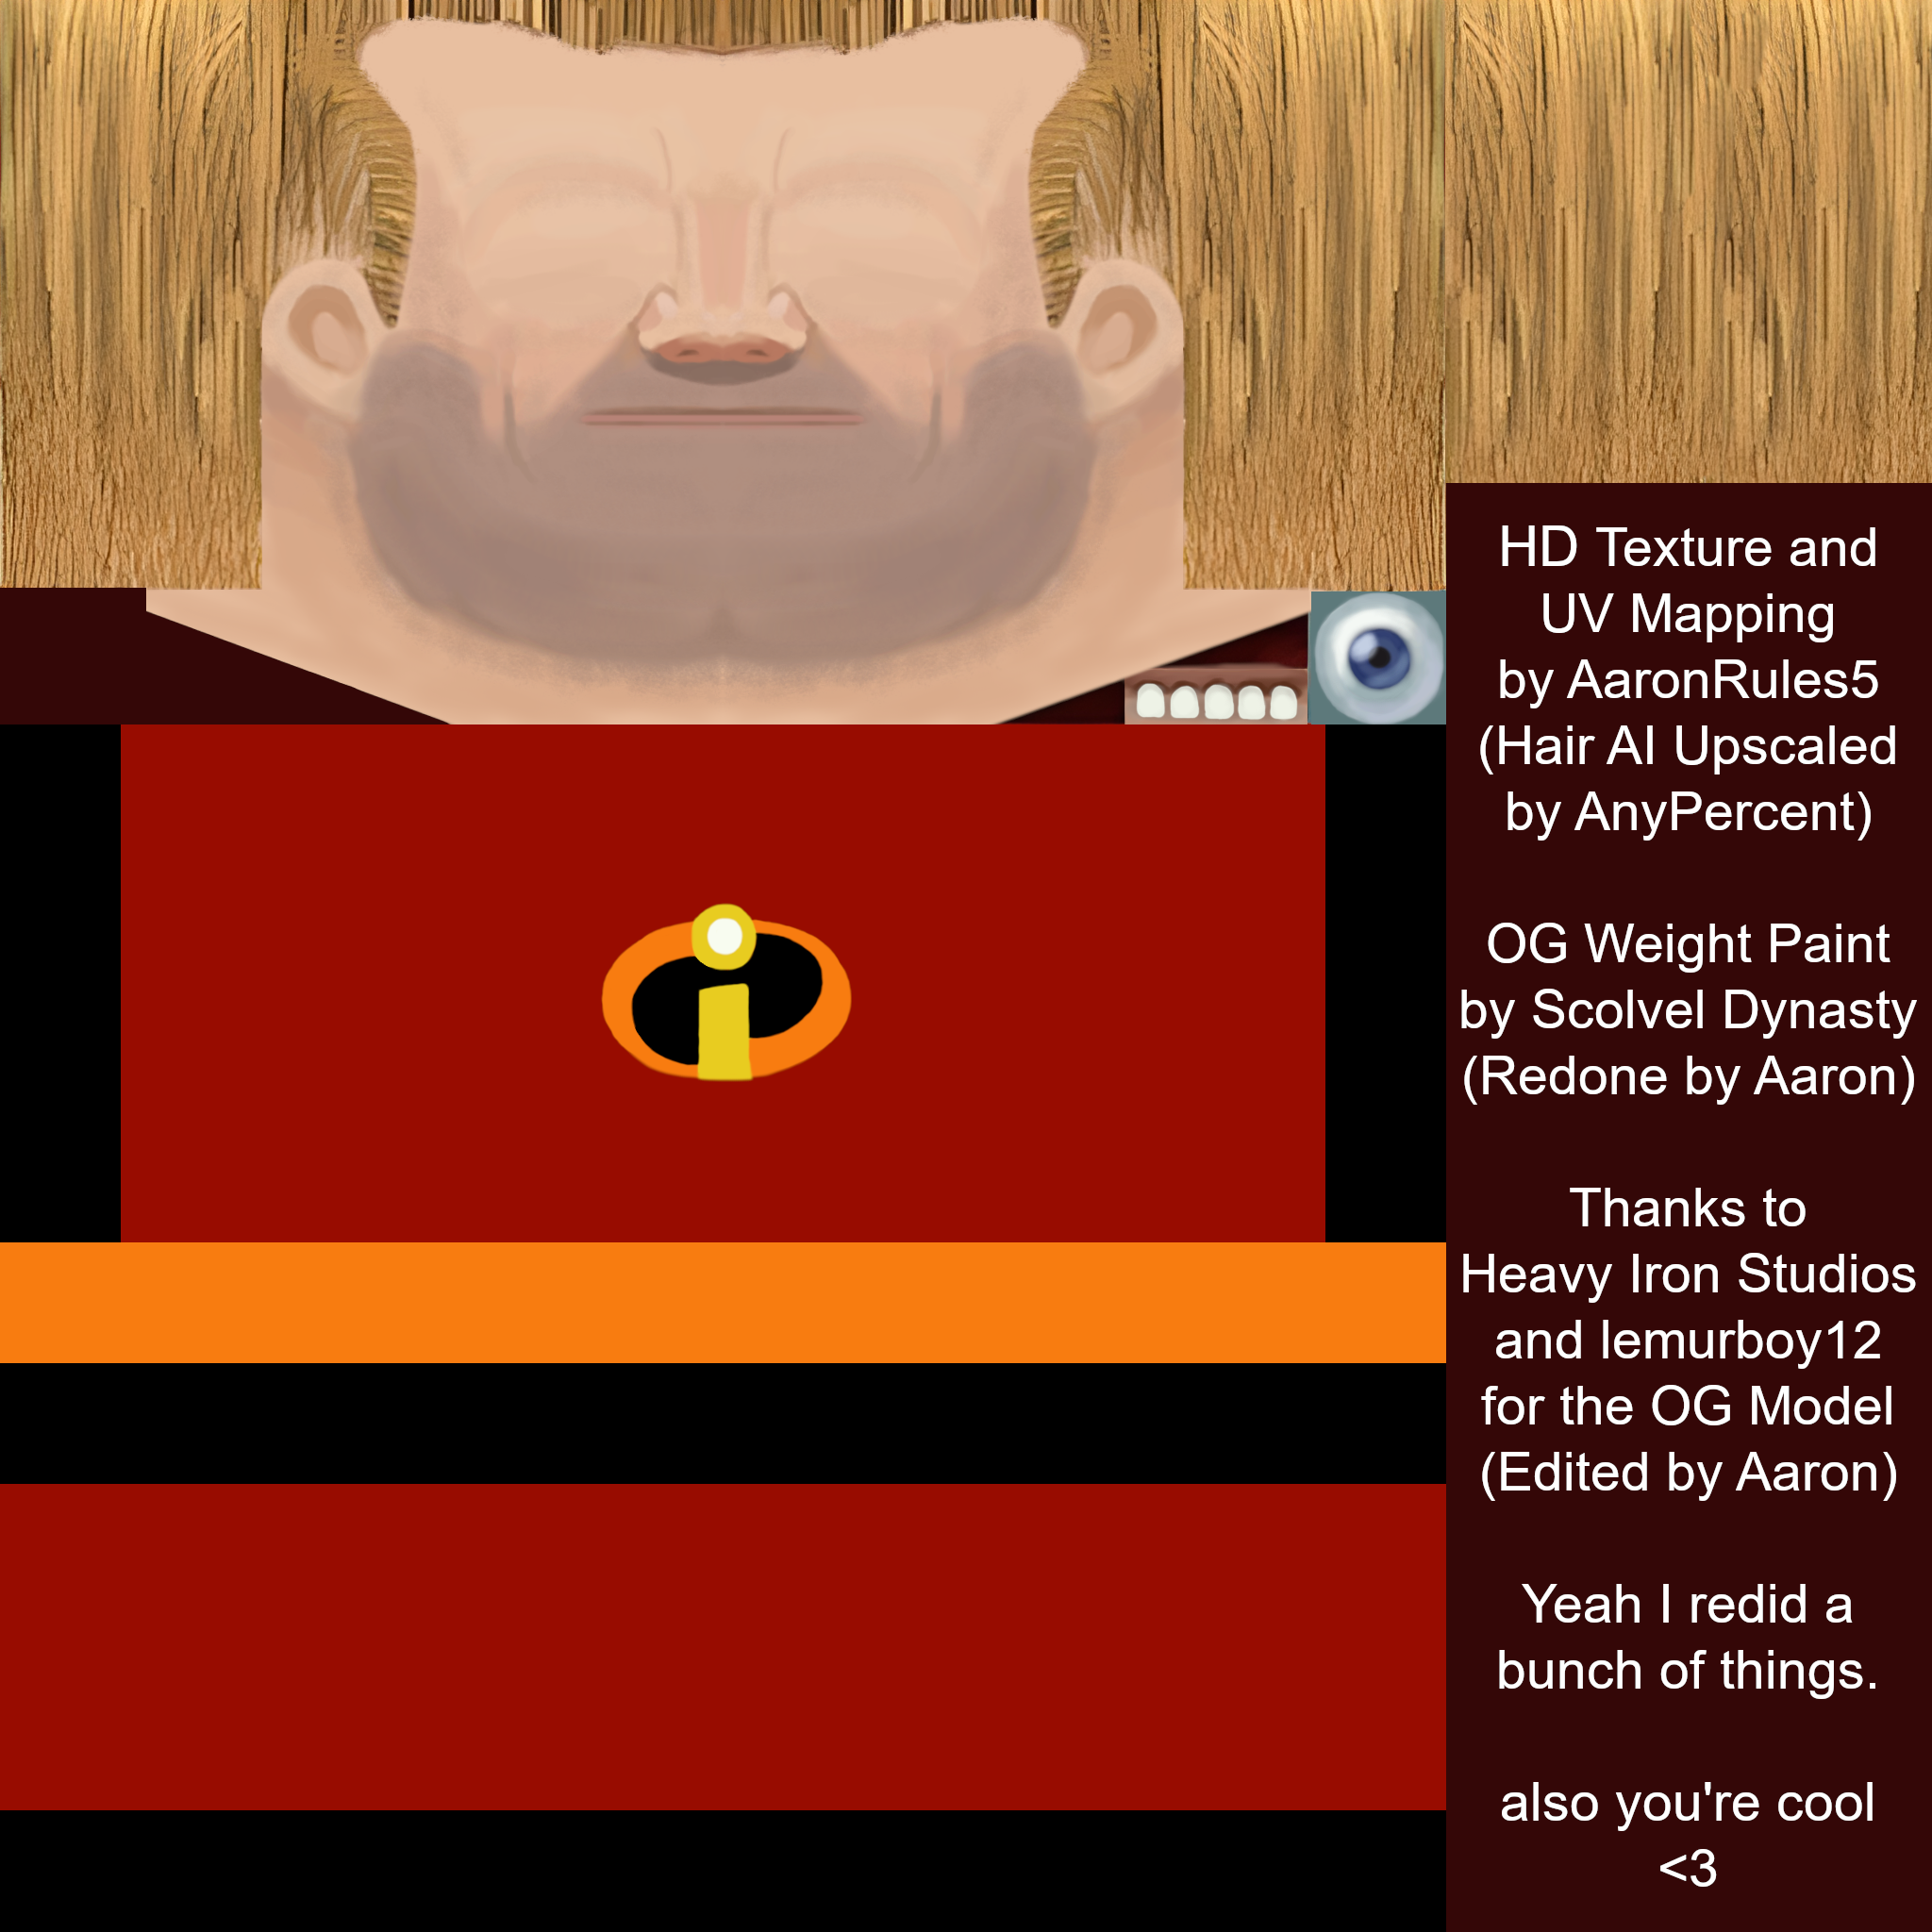 HD Texture and
UV Mapping
by AaronRules5
(Hair AI Upscaled
by AnyPercent)
OG Weight Paint
by Scolvel Dynasty
(Redone by Aaron)
Thanks to
Heavy Iron Studios
and lemurboy12
for the OG Model
(Edited by Aaron)
Yeah I redid a
bunch of things.
also you're cool
<3